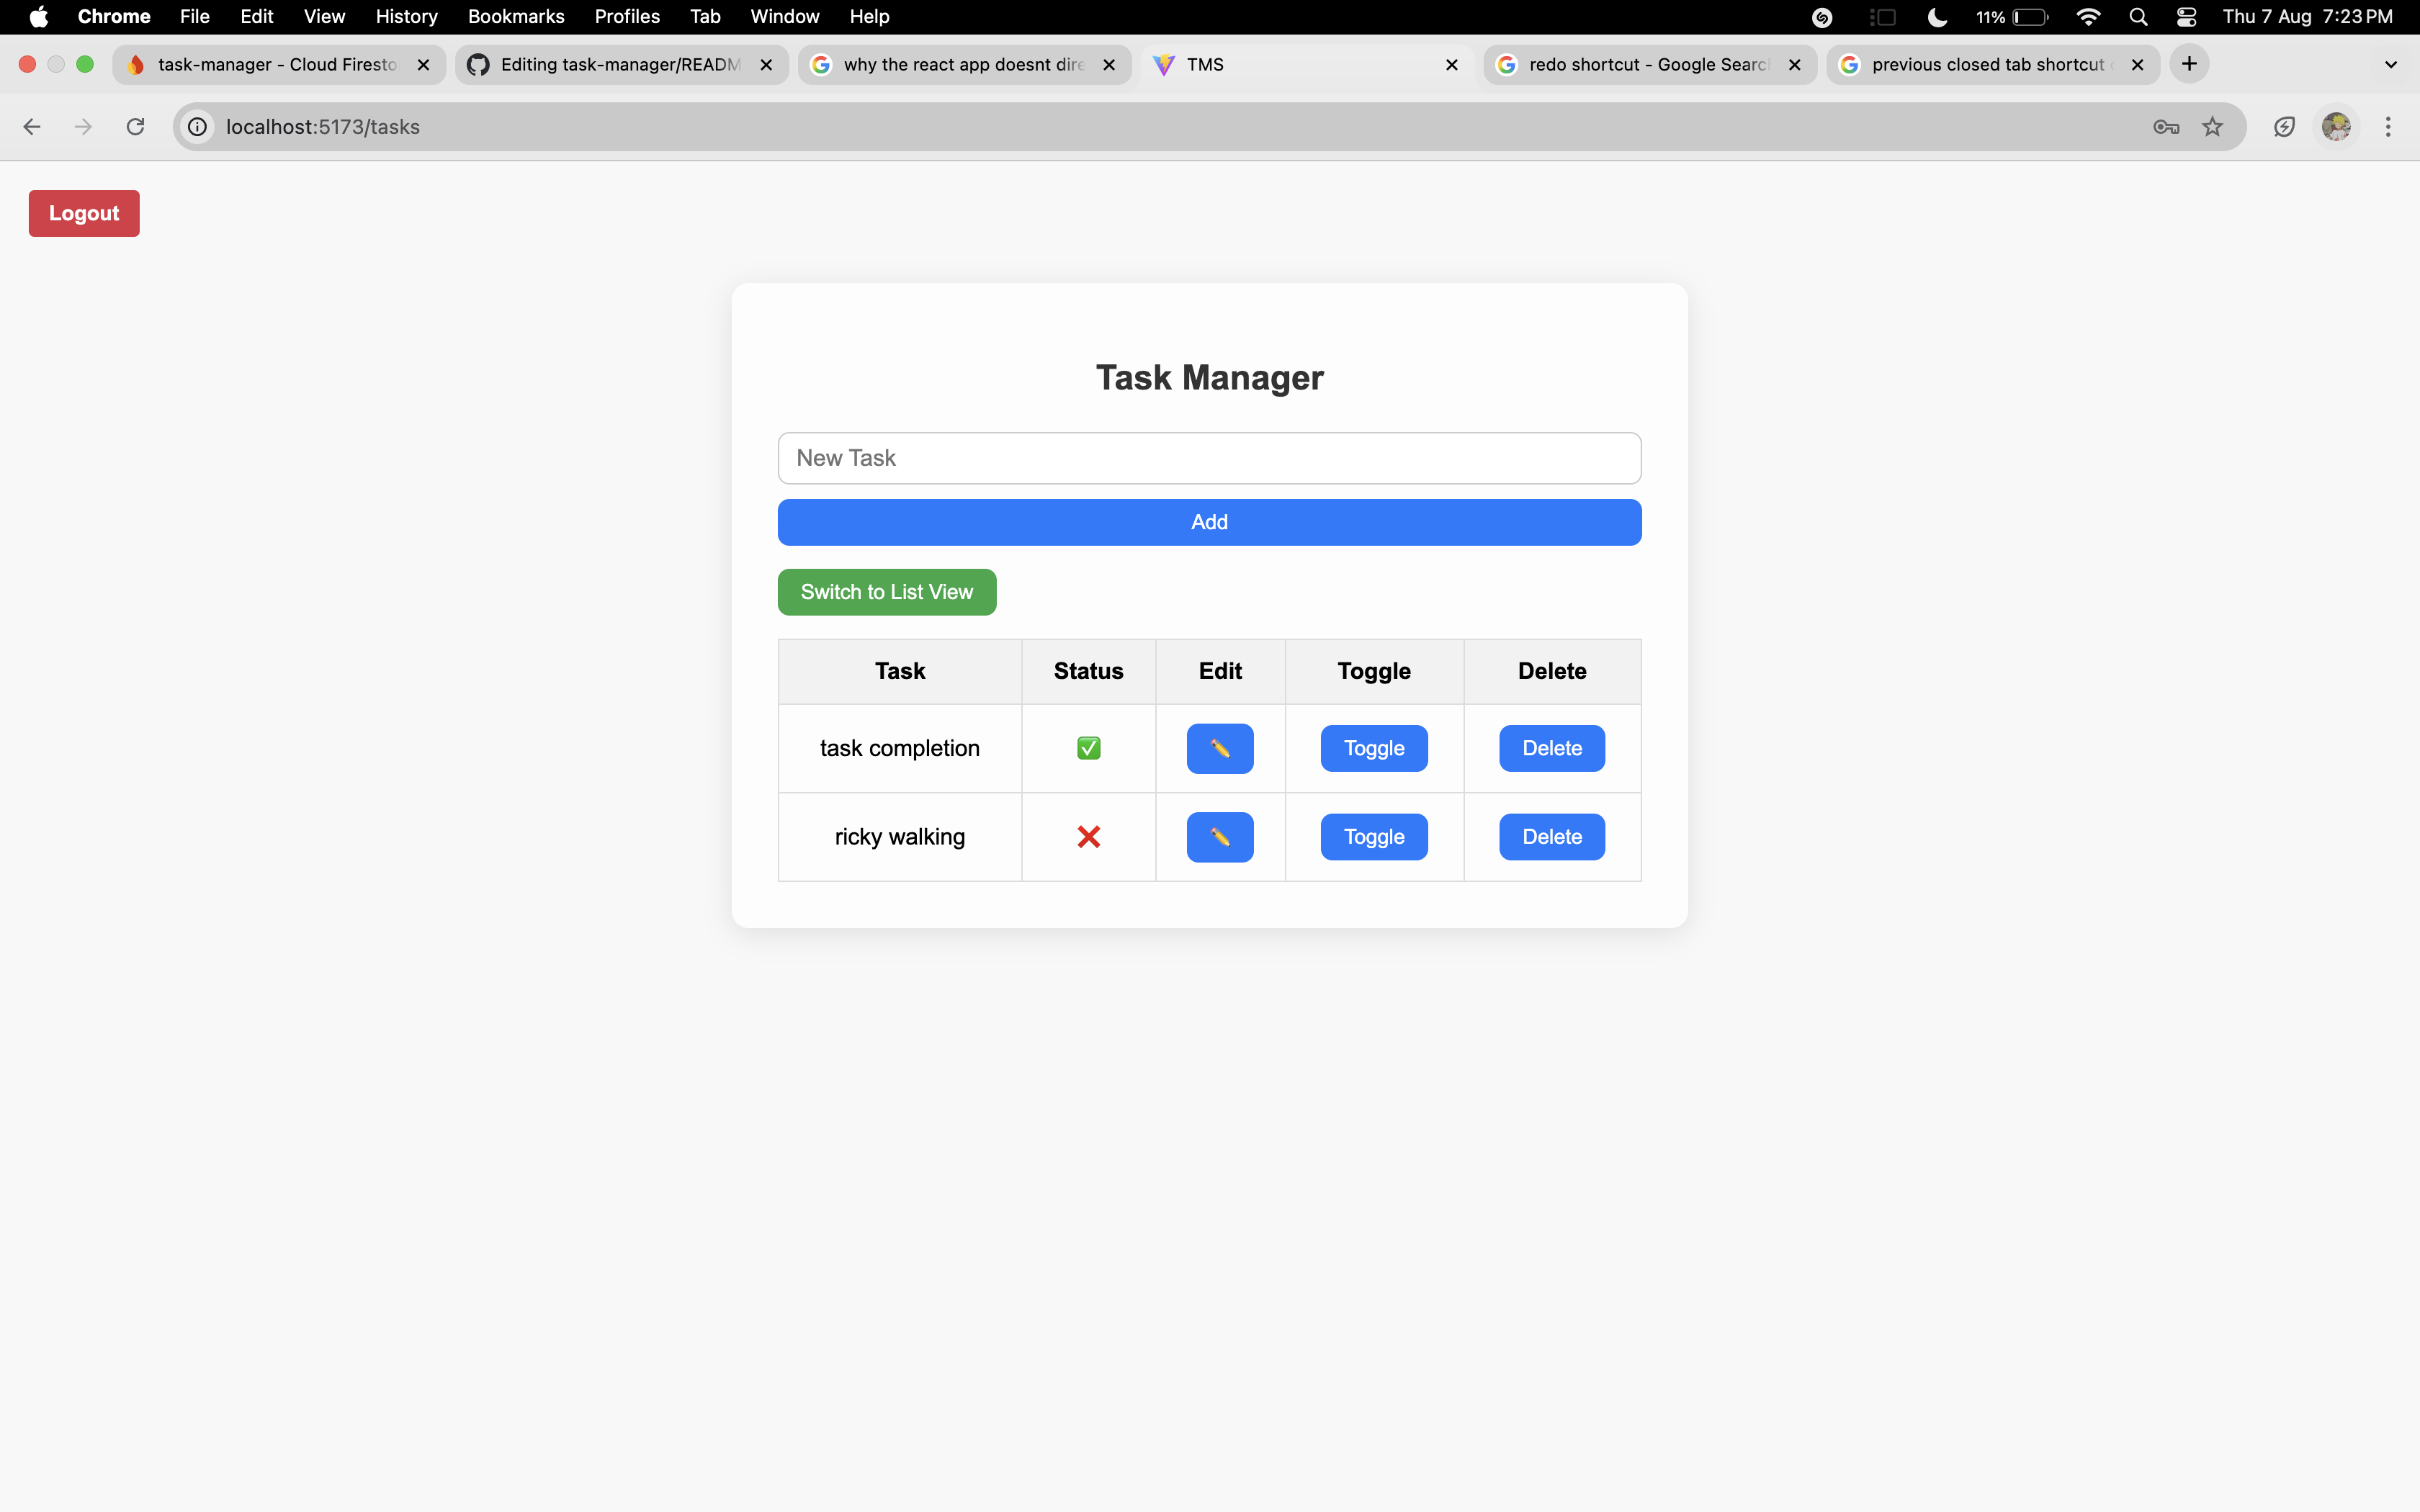 Chrome File Edit View History Bookmarks Profiles Tab Window Help 11% Thu 7 Aug 7:23 PM
task-manager - Cloud Firesto Editing task-manager/READM why the react app doesnt dire TMS redo shortcut - Google Search previous closed tab shortcut
localhost:5173/tasks
Logout
Task Manager
New Task
Add
Switch to List View
Task Status Edit Toggle Delete
task completion ✅ ✏️ Toggle Delete
ricky walking ❌ ✏️ Toggle Delete